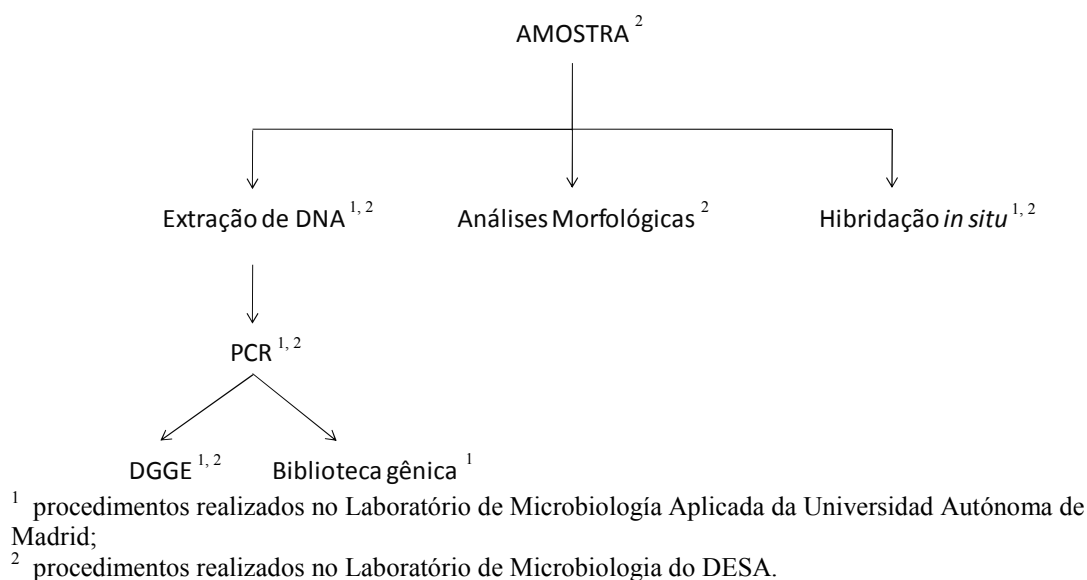 AMOSTRA ²
Extração de DNA ¹, ² Análises Morfológicas ² Hibridação in situ ¹, ²
PCR ¹, ²
DGGE ¹, ² Biblioteca gênica ¹
¹ procedimentos realizados no Laboratório de Microbiología Aplicada da Universidad Autónoma de
Madrid;
² procedimentos realizados no Laboratório de Microbiologia do DESA.